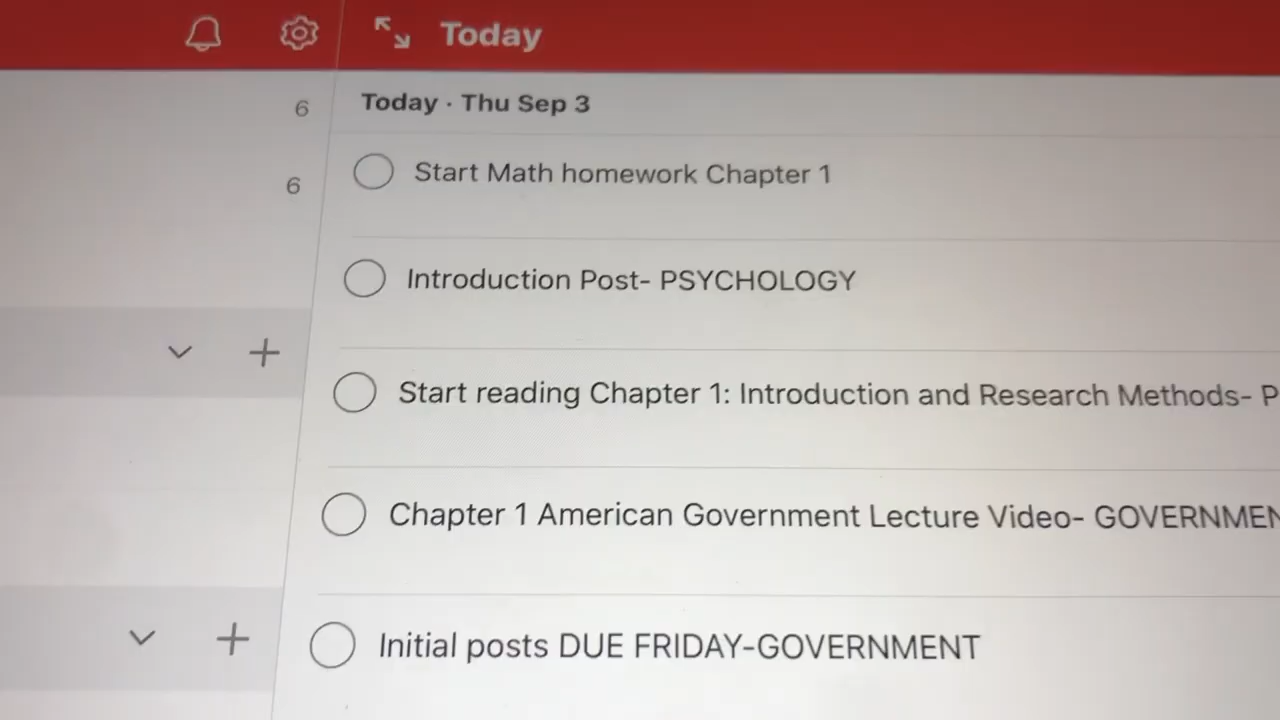 Today
6
Today · Thu Sep 3
Start Math homework Chapter 1
6
Introduction Post- PSYCHOLOGY
Start reading Chapter 1: Introduction and Research Methods- P
Chapter 1 American Government Lecture Video- GOVERNMEN
Initial posts DUE FRIDAY-GOVERNMENT